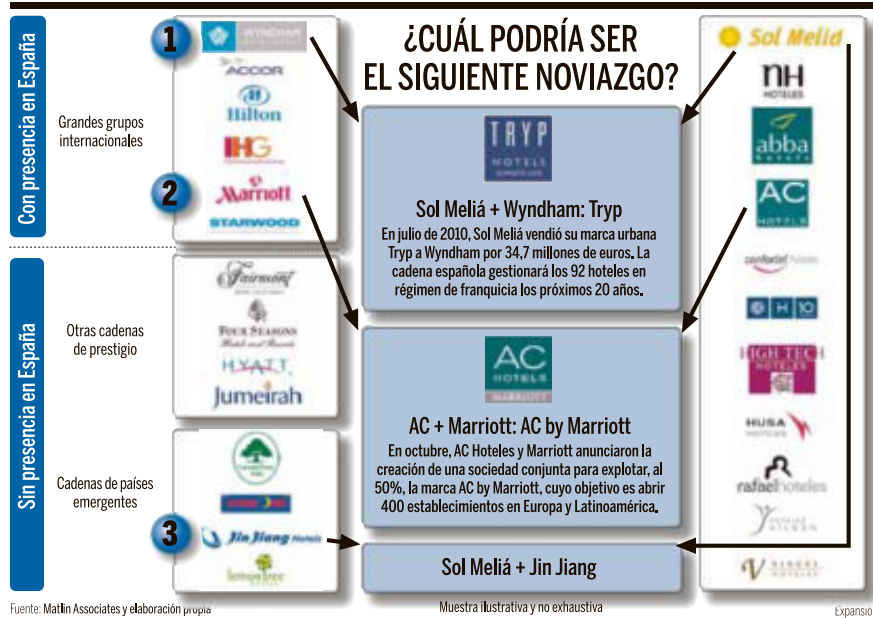 ¿CUÁL PODRÍA SER
EL SIGUIENTE NOVIAZGO?
Con presencia en España
Grandes grupos
internacionales
1
WYNDHAM
ACCOR
Hilton
IHG
2
Marriott
STARWOOD
Sin presencia en España
Otras cadenas
de prestigio
Fairmont
FOUR SEASONS
Hotels and Resorts
HYATT
Jumeirah
Cadenas de países
emergentes
3
Jin Jiang Hotels
lemontree
TRYP
HOTELS
Sol Meliá + Wyndham: Tryp
En julio de 2010, Sol Meliá vendió su marca urbana
Tryp a Wyndham por 34,7 millones de euros. La
cadena española gestionará los 92 hoteles en
régimen de franquicia los próximos 20 años.
AC
HOTELS
MARRIOTT
AC + Marriott: AC by Marriott
En octubre, AC Hoteles y Marriott anunciaron la
creación de una sociedad conjunta para explotar, al
50%, la marca AC by Marriott, cuyo objetivo es abrir
400 establecimientos en Europa y Latinoamérica.
Sol Meliá + Jin Jiang
Sol Meliá
nH
HOTELES
abba
hoteles
AC
HOTELS
confortel hoteles
H10
HIGH TECH
HOTELES
HUSA
HOTELES
rafaelhoteles
HOTELES
SILKEN
VINCCI
HOTELES
Fuente: Matlin Associates y elaboración propia
Muestra ilustrativa y no exhaustiva
Expansió